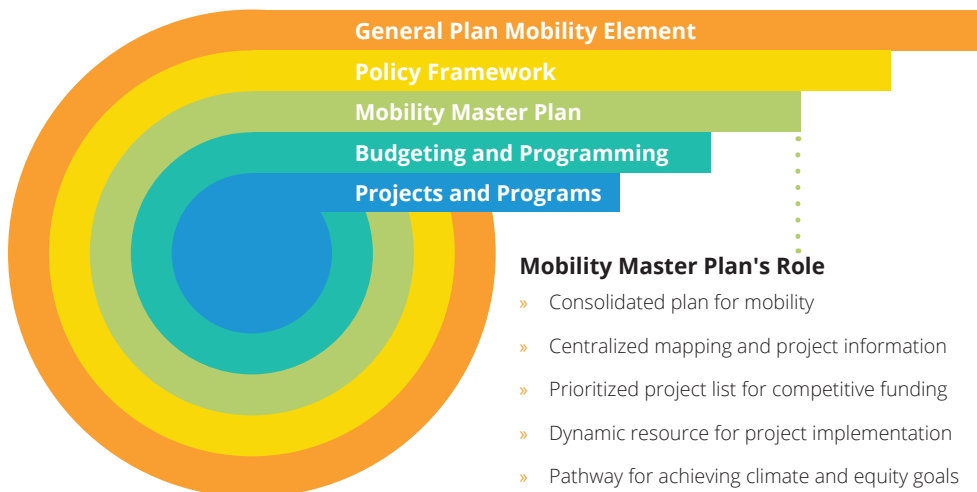 General Plan Mobility Element
Policy Framework
Mobility Master Plan
Budgeting and Programming
Projects and Programs
Mobility Master Plan's Role
» Consolidated plan for mobility
» Centralized mapping and project information
» Prioritized project list for competitive funding
» Dynamic resource for project implementation
» Pathway for achieving climate and equity goals